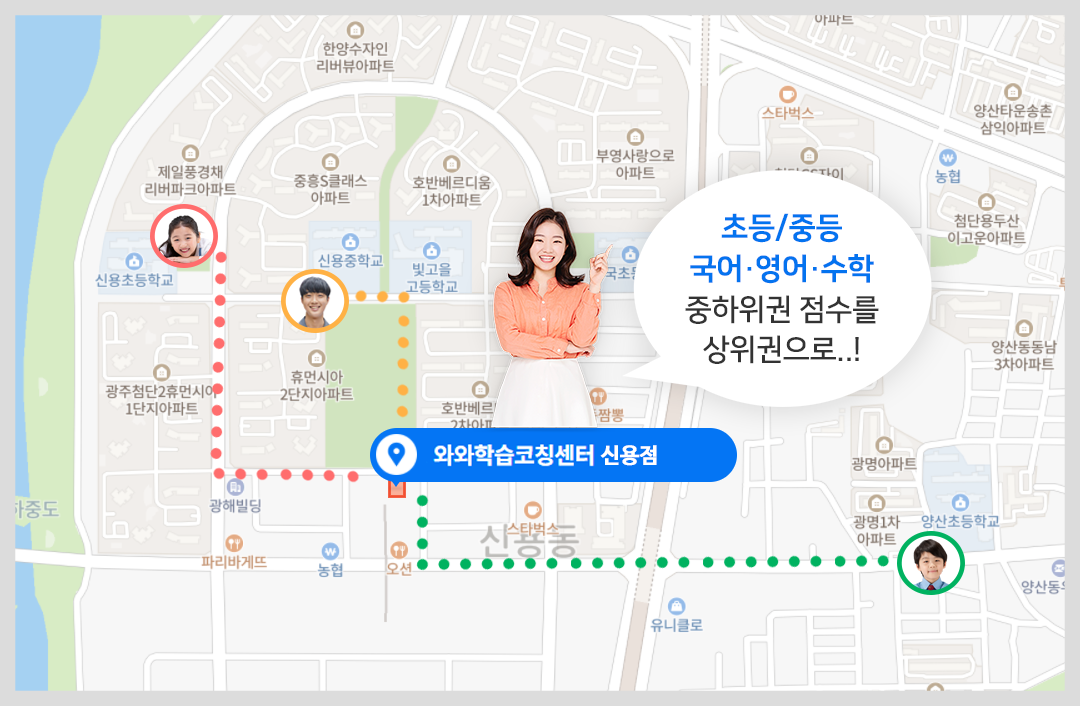 아파트
한양수자인
리버뷰아파트
스타벅스
양산타운송촌
삼익아파트
제일풍경채
리버파크아파트
중흥S클래스
아파트
호반베르디움
1차아파트
부영사랑으로
아파트
농협
첨단용두산
이고운아파트
초등/중등
국어·영어·수학
중하위권 점수를
상위권으로..!
신용초등학교
신용중학교
빛고을
고등학교
광주첨단2휴먼시아
1단지아파트
휴먼시아
2단지아파트
호반베르
2차아파
짬뽕
양산동동남
3차아파트
와와학습코칭센터 신용점
광명아파트
하중도
광해빌딩
스타벅스
신용동
광명1차
아파트
양산초등학교
파리바게뜨
농협
오션
양산동우
유니클로